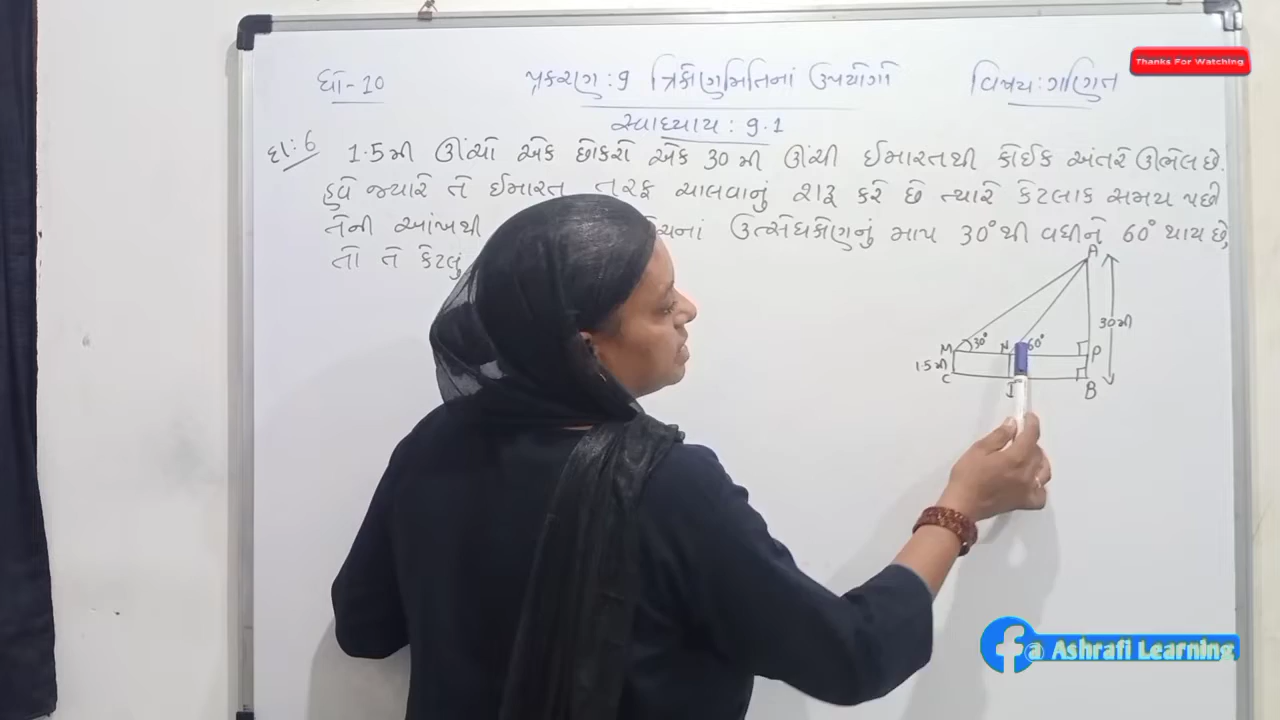 ધો-10
પ્રકરણ : 9 ત્રિકોણમિતિનાં ઉપયોગો
વિષય : ગણિત
Thanks For Watching
સ્વાધ્યાય : 9.1
દા: 6 1.5મી ઊંચો એક છોકરો એક 30 મી ઊંચી ઈમારતથી કોઈક અંતરે ઊભેલ છે.
હવે જ્યારે તે ઈમારત તરફ ચાલવાનું શરૂ કરે છે ત્યારે કેટલાક સમય પછી
તેની આંખથી ઉત્સેધકોણનું માપ 30° થી વધીને 60° થાય છે,
તો તે કેટલું
A
30મી
M 30° N 60° P
1.5મી
C I B
f@ Ashrafi Learning